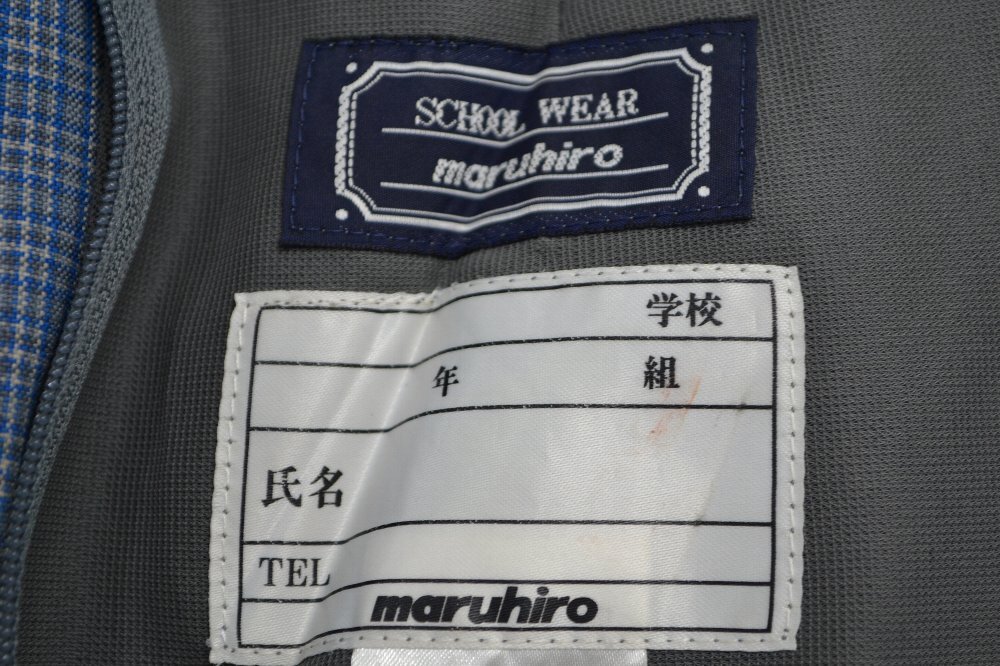 SCHOOL WEAR
maruhiro
学校
年 組
氏名
TEL
maruhiro